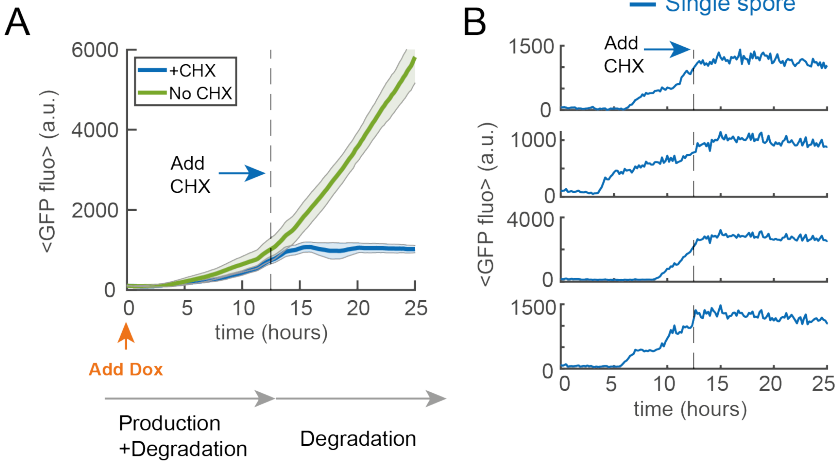 A
6000
4000
2000
0
<GFP fluo> (a.u.)
+CHX
No CHX
Add
CHX
0
5
10
15
20
25
time (hours)
Add Dox
Production
+Degradation
Degradation
B
Single spore
Add
CHX
1500
0
1000
0
4000
0
1500
0
<GFP fluo> (a.u.)
0
5
10
15
20
25
time (hours)